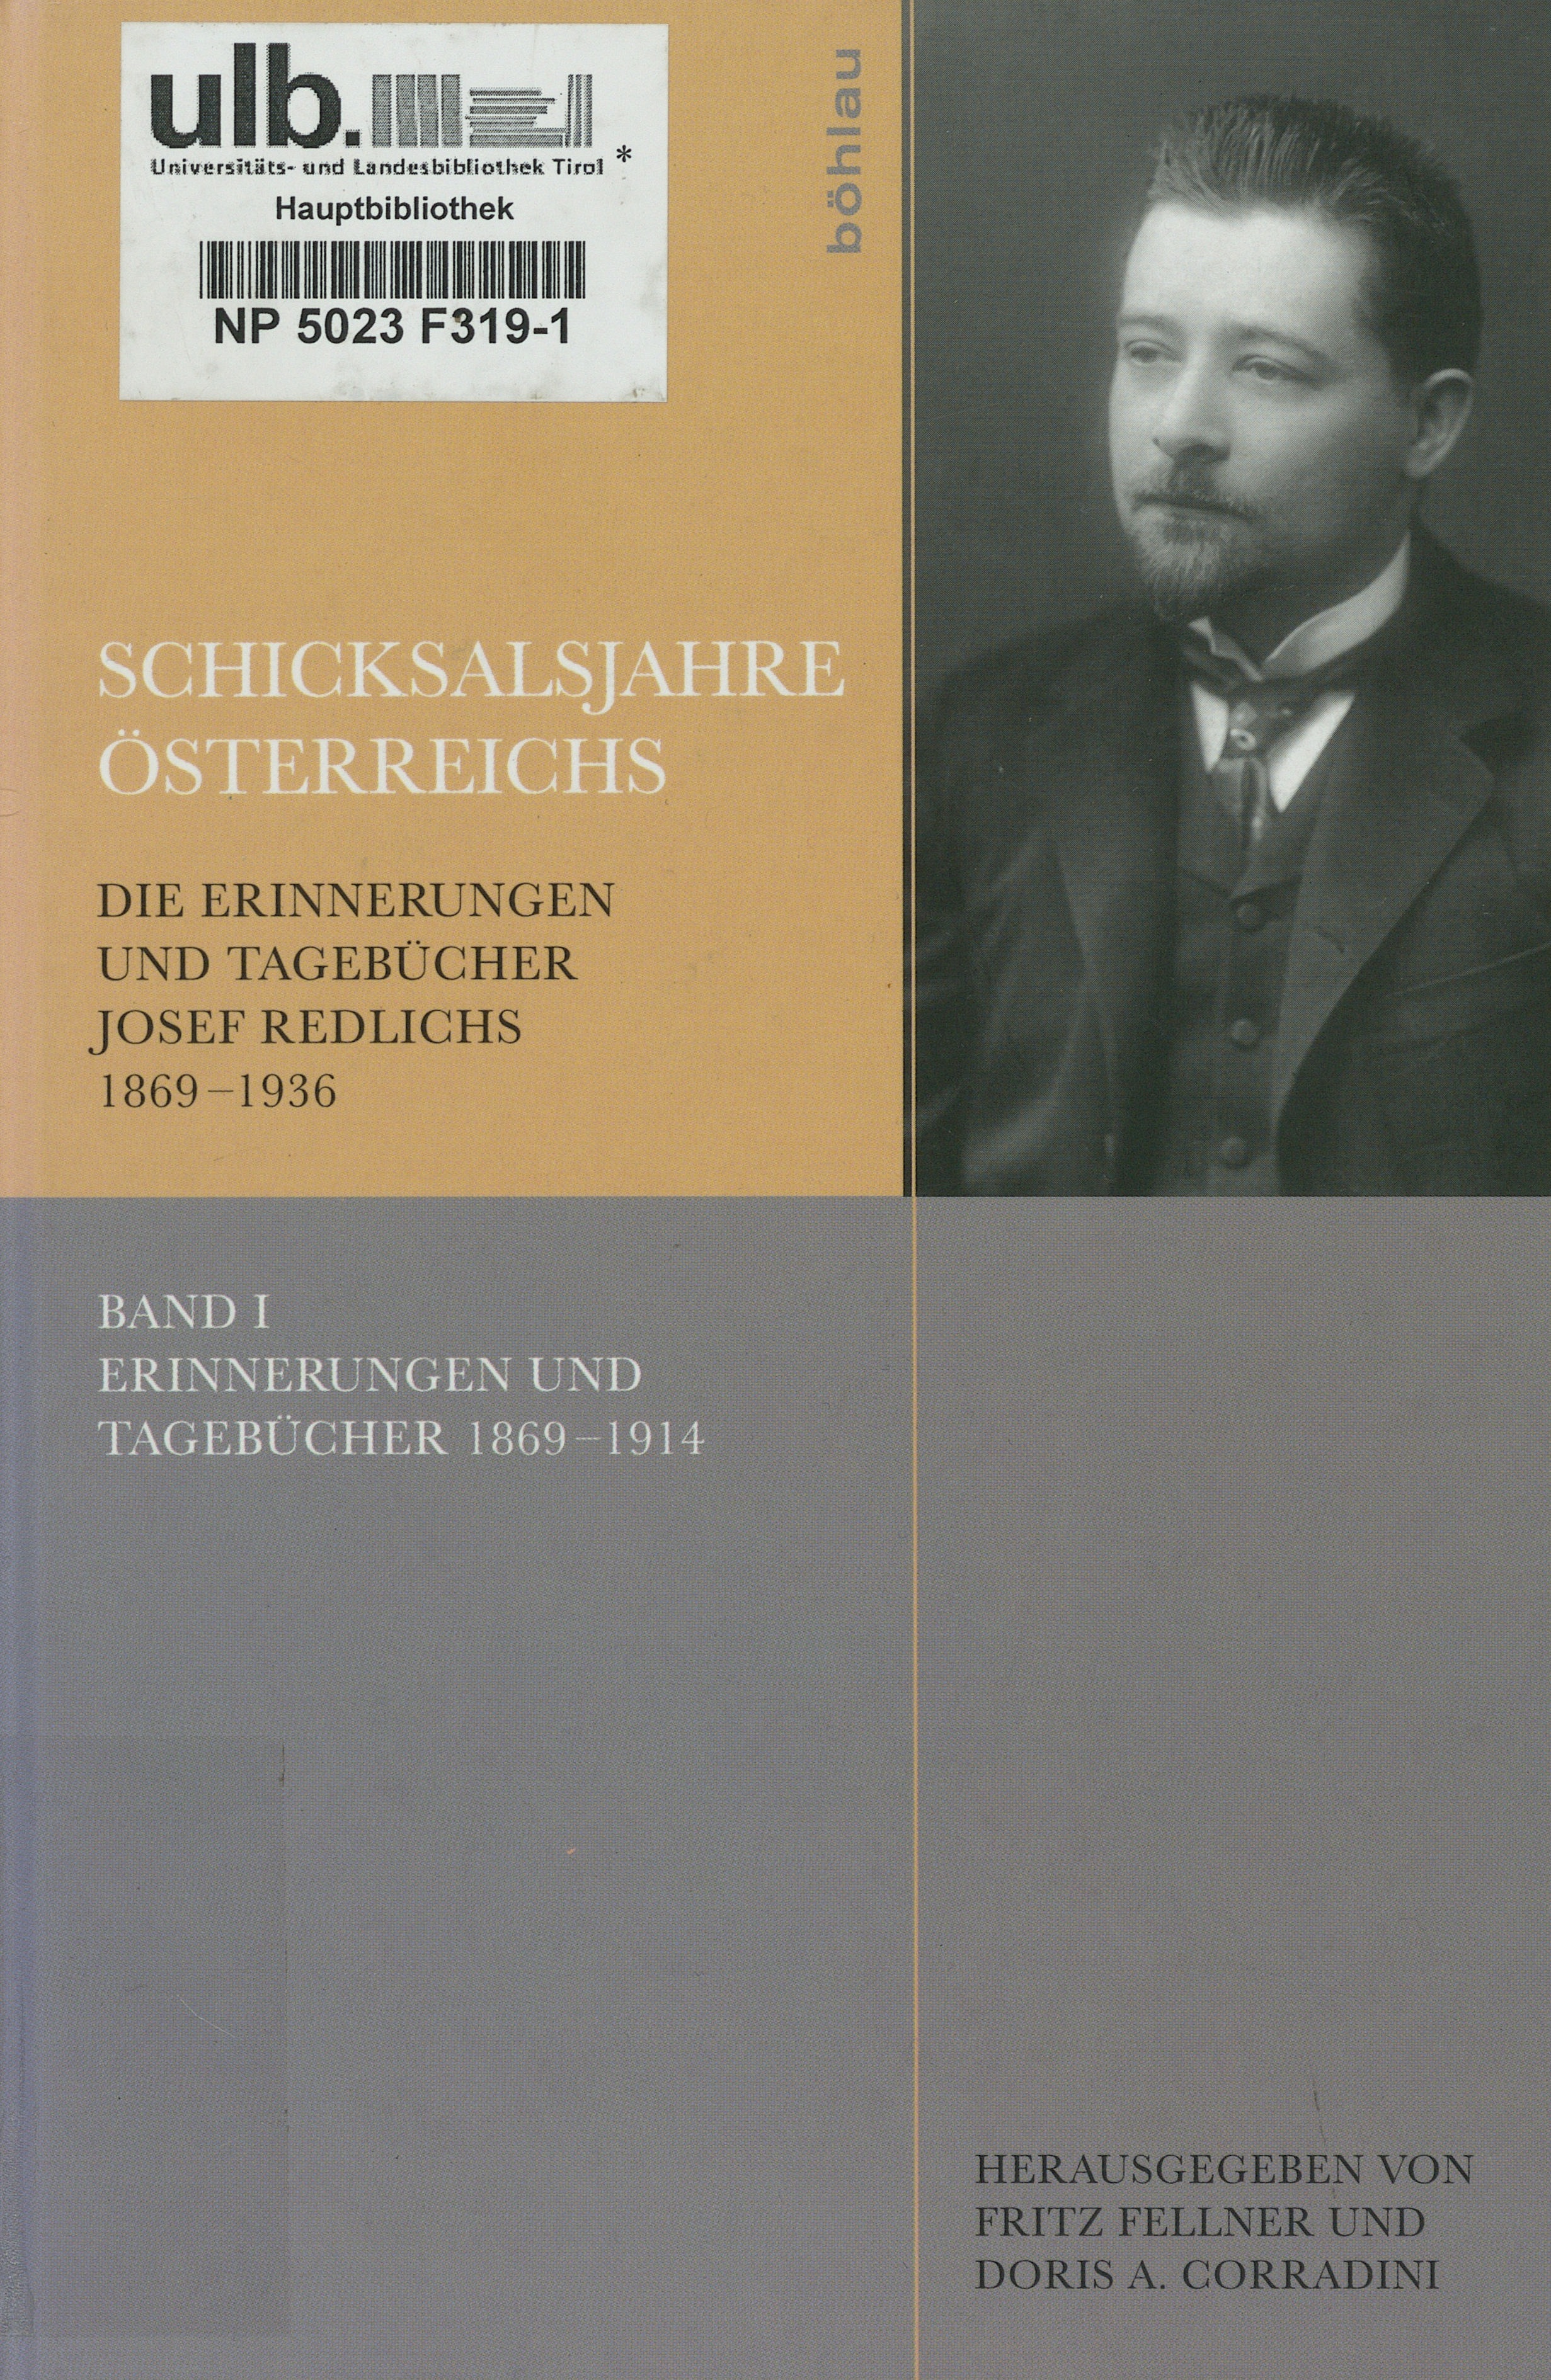 ulb.
Universitäts- und Landesbibliothek Tirol *
Hauptbibliothek
NP 5023 F319-1
böhlau
SCHICKSALSJAHRE
ÖSTERREICHS
DIE ERINNERUNGEN
UND TAGEBÜCHER
JOSEF REDLICHS
1869–1936
BAND I
ERINNERUNGEN UND
TAGEBÜCHER 1869–1914
HERAUSGEGEBEN VON
FRITZ FELLNER UND
DORIS A. CORRADINI